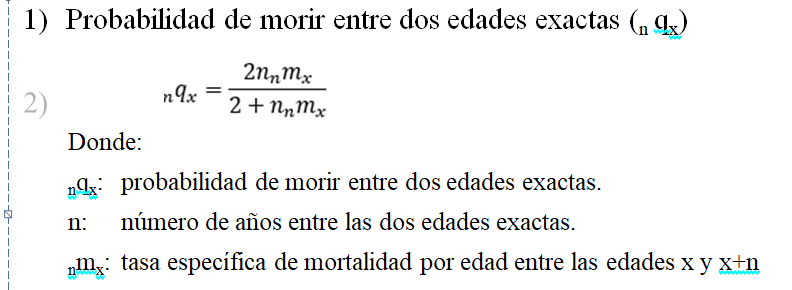 1) Probabilidad de morir entre dos edades exactas (n qx)
2) nqx = 2nnmx / 2 + nnmx
Donde:
nqx: probabilidad de morir entre dos edades exactas.
n: número de años entre las dos edades exactas.
nmx: tasa específica de mortalidad por edad entre las edades x y x+n